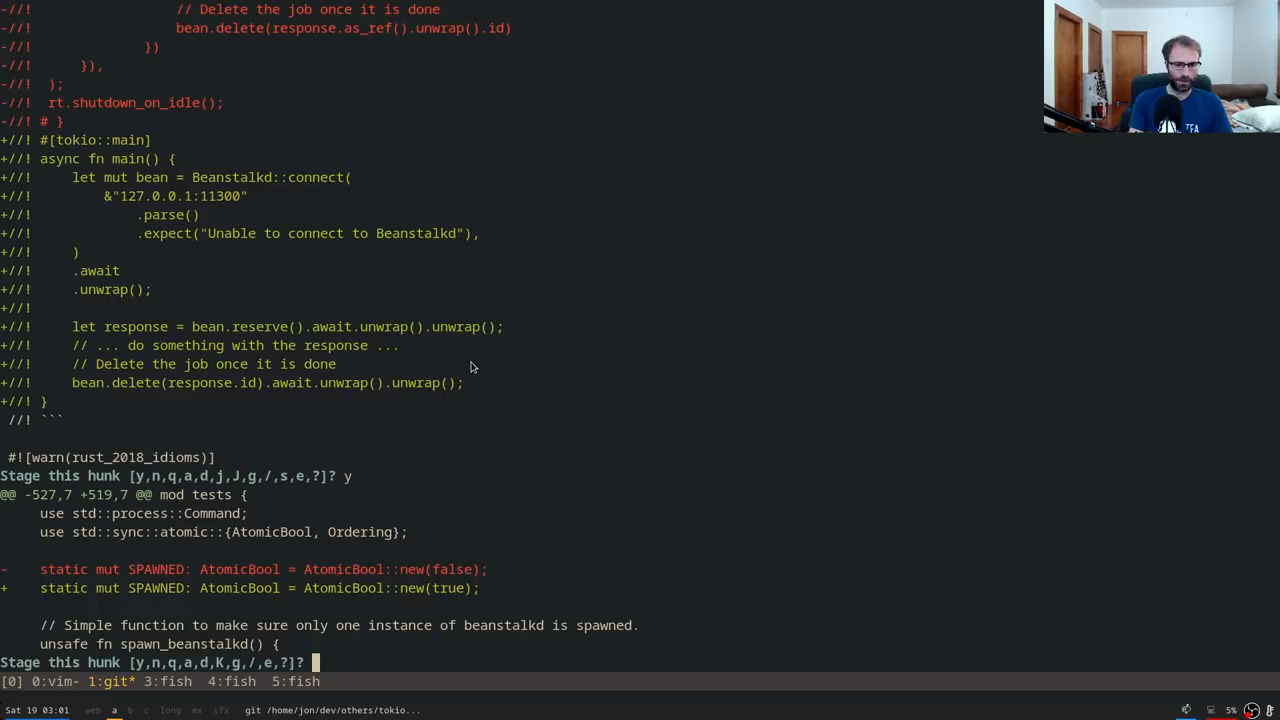 -//!                  // Delete the job once it is done
-//!                  bean.delete(response.as_ref().unwrap().id)
-//!              })
-//!      }),
-//!  );
-//!  rt.shutdown_on_idle();
-//! # }
+//! #[tokio::main]
+//! async fn main() {
+//!     let mut bean = Beanstalkd::connect(
+//!         &"127.0.0.1:11300"
+//!             .parse()
+//!             .expect("Unable to connect to Beanstalkd"),
+//!     )
+//!     .await
+//!     .unwrap();
+//!
+//!     let response = bean.reserve().await.unwrap().unwrap();
+//!     // ... do something with the response ...
+//!     // Delete the job once it is done
+//!     bean.delete(response.id).await.unwrap().unwrap();
+//! }
 //! ```
 #![warn(rust_2018_idioms)]
Stage this hunk [y,n,q,a,d,j,J,g,/,s,e,?]? y
@@ -527,7 +519,7 @@ mod tests {
     use std::process::Command;
     use std::sync::atomic::{AtomicBool, Ordering};
-    static mut SPAWNED: AtomicBool = AtomicBool::new(false);
+    static mut SPAWNED: AtomicBool = AtomicBool::new(true);
     // Simple function to make sure only one instance of beanstalkd is spawned.
     unsafe fn spawn_beanstalkd() {
Stage this hunk [y,n,q,a,d,K,g,/,e,?]?
[0] 0:vim- 1:git* 3:fish  4:fish  5:fish
Sat 19 03:01 web a b c long mx sfx git /home/jon/dev/others/tokio... 5%
TEA